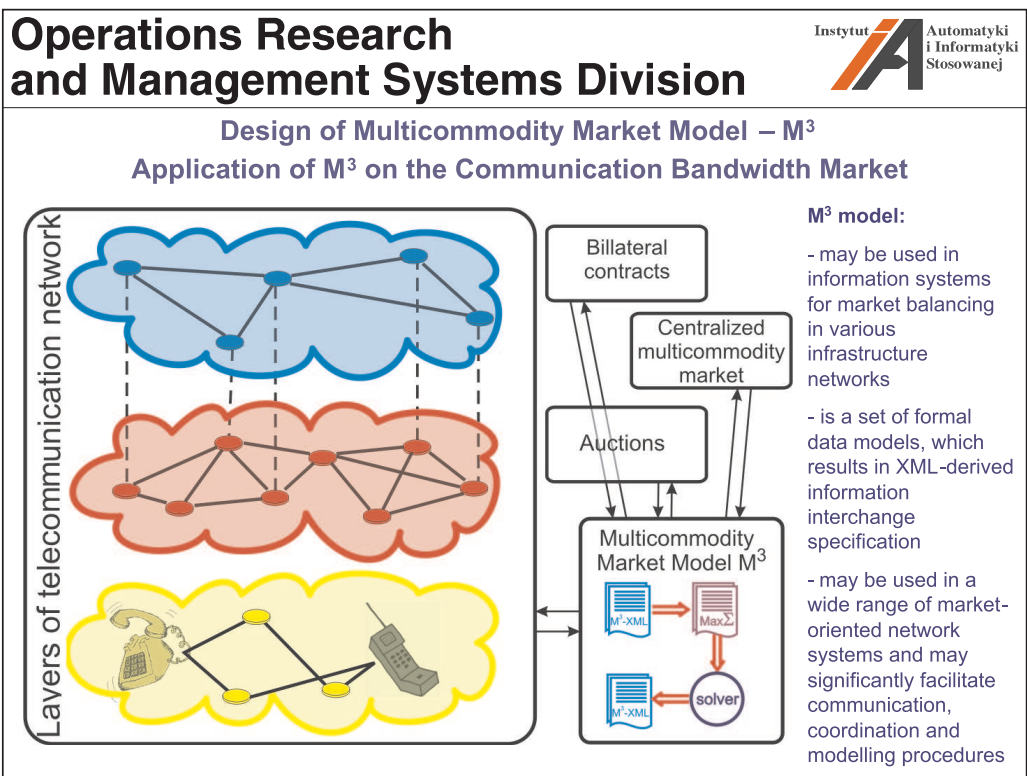 Operations Research
and Management Systems Division
Instytut
Automatyki
i Informatyki
Stosowanej
Design of Multicommodity Market Model – M³
Application of M³ on the Communication Bandwidth Market
Layers of telecommunication network
Billateral
contracts
Centralized
multicommodity
market
Auctions
Multicommodity
Market Model M³
M³-XML
MaxΣ
M³-XML
solver
M³ model:
- may be used in
information systems
for market balancing
in various
infrastructure
networks
- is a set of formal
data models, which
results in XML-derived
information
interchange
specification
- may be used in a
wide range of market-
oriented network
systems and may
significantly facilitate
communication,
coordination and
modelling procedures